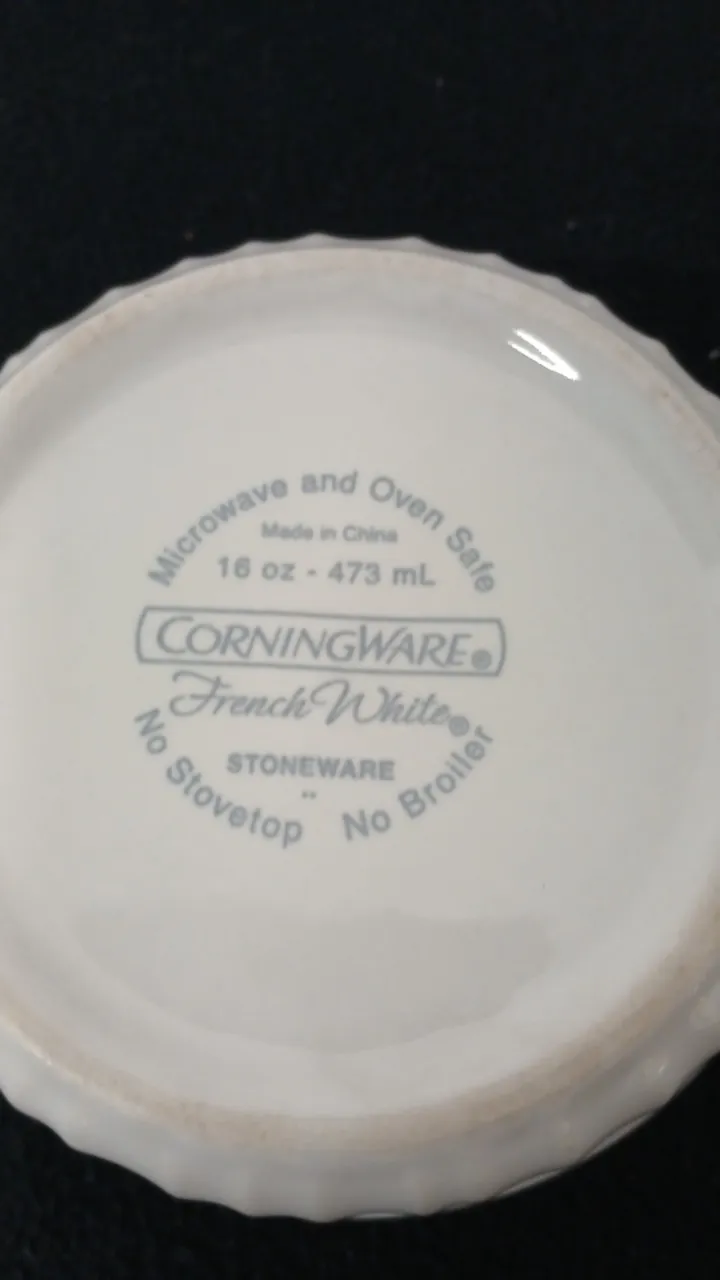 Microwave and Oven Safe
Made in China
16 oz - 473 mL
CORNINGWARE®
French White®
STONEWARE
No Stovetop No Broiler